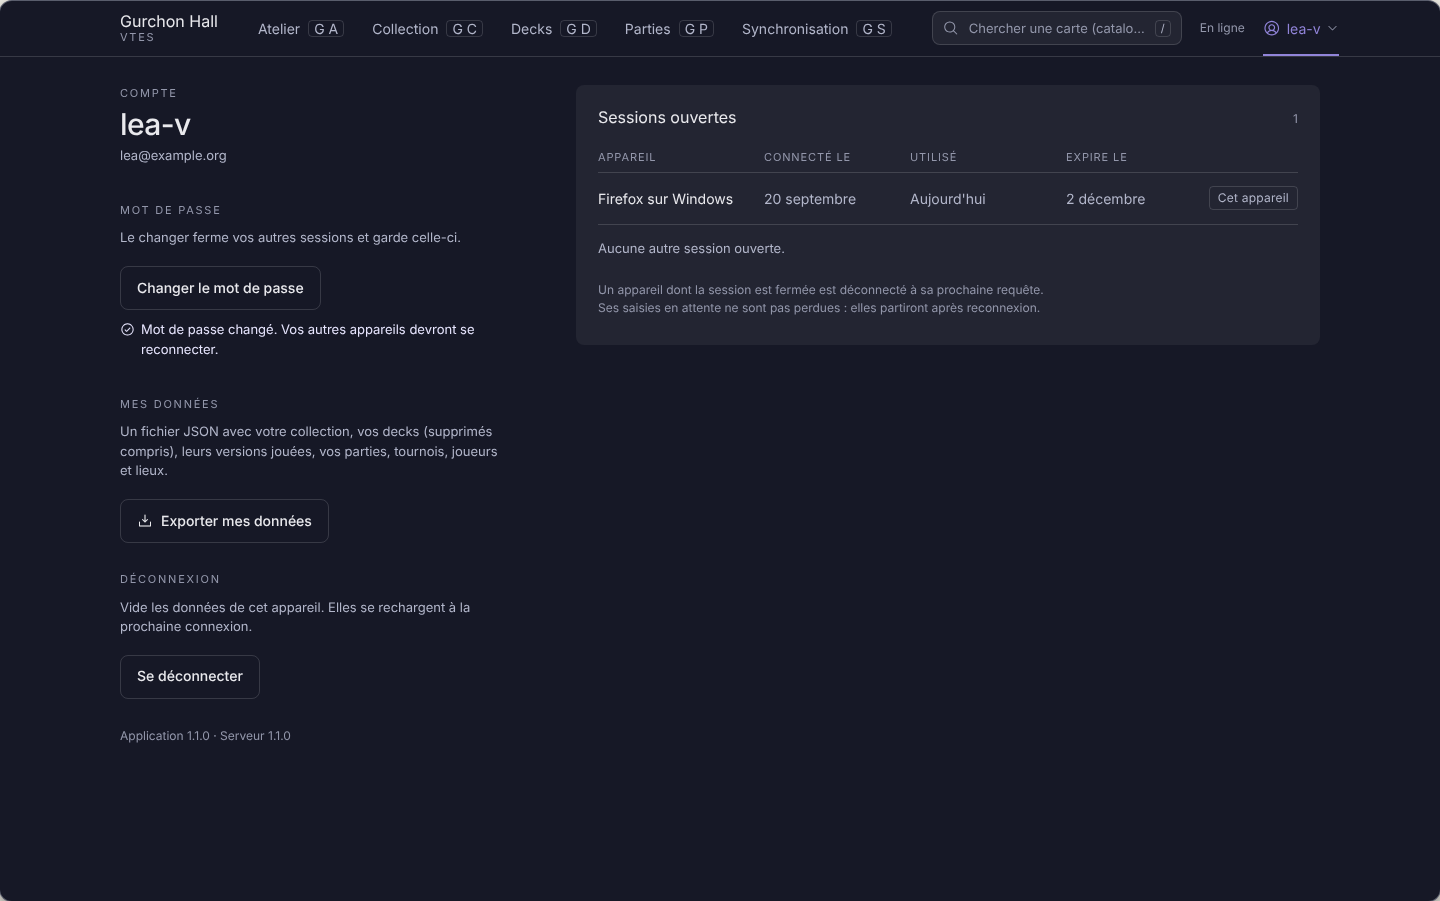 Gurchon Hall
VTES
Atelier G A Collection G C Decks G D Parties G P Synchronisation G S
Chercher une carte (catalo... /
En ligne
lea-v
COMPTE
lea-v
lea@example.org
MOT DE PASSE
Le changer ferme vos autres sessions et garde celle-ci.
Changer le mot de passe
Mot de passe changé. Vos autres appareils devront se
reconnecter.
MES DONNÉES
Un fichier JSON avec votre collection, vos decks (supprimés
compris), leurs versions jouées, vos parties, tournois, joueurs
et lieux.
Exporter mes données
DÉCONNEXION
Vide les données de cet appareil. Elles se rechargent à la
prochaine connexion.
Se déconnecter
Application 1.1.0 · Serveur 1.1.0
Sessions ouvertes 1
APPAREIL CONNECTÉ LE UTILISÉ EXPIRE LE
Firefox sur Windows 20 septembre Aujourd'hui 2 décembre Cet appareil
Aucune autre session ouverte.
Un appareil dont la session est fermée est déconnecté à sa prochaine requête.
Ses saisies en attente ne sont pas perdues : elles partiront après reconnexion.